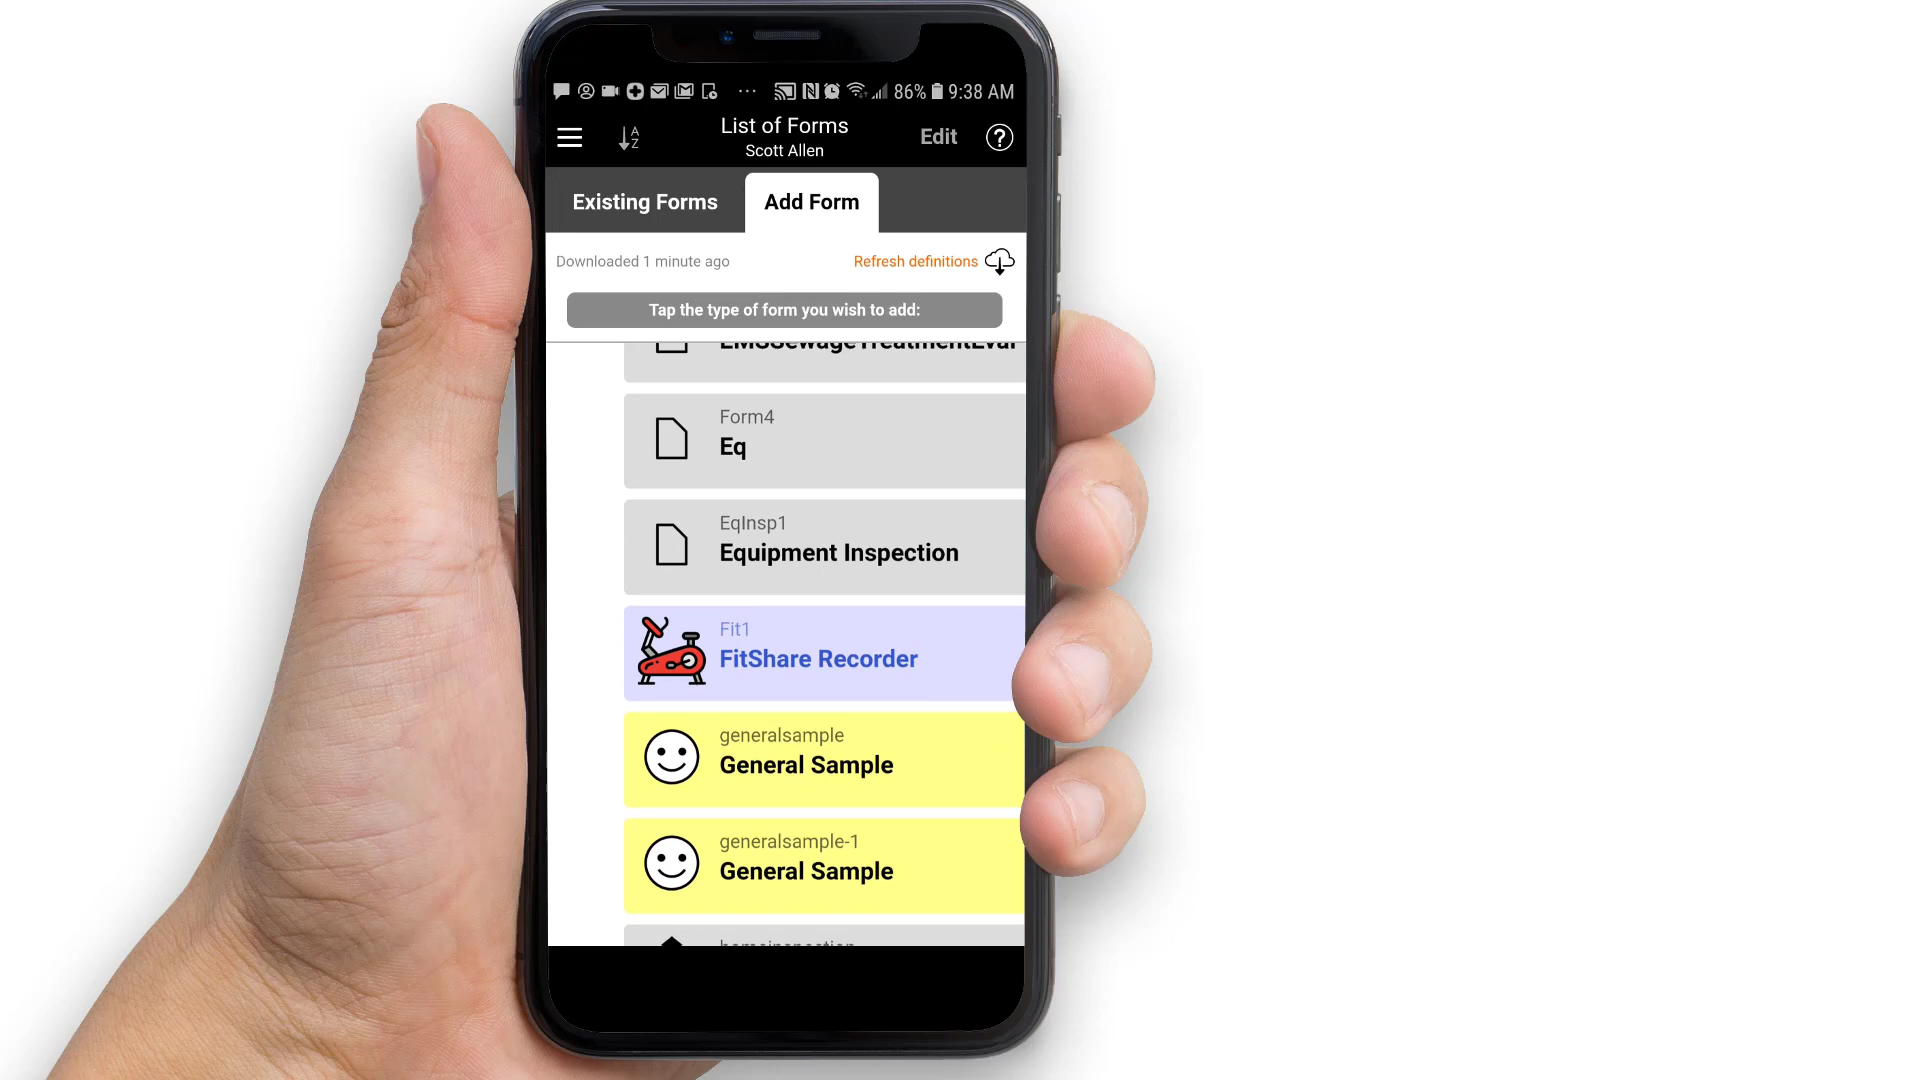 86% 9:38 AM
A
Z
List of Forms
Scott Allen
Edit
?
Existing Forms
Add Form
Downloaded 1 minute ago
Refresh definitions
Tap the type of form you wish to add:
EMSSewageTreatmentEval
Form4
Eq
EqInsp1
Equipment Inspection
Fit1
FitShare Recorder
generalsample
General Sample
generalsample-1
General Sample
homeinspection